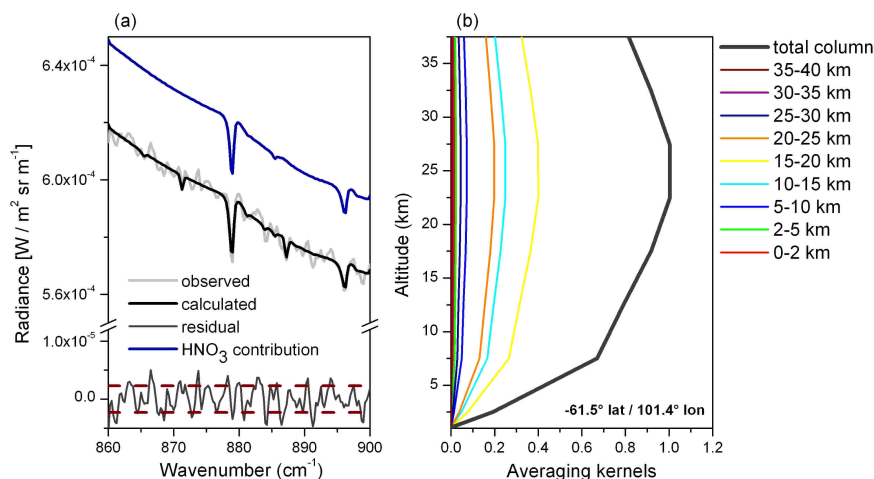 (a)
(b)
6.4x10⁻⁴
6.0x10⁻⁴
5.6x10⁻⁴
1.0x10⁻⁵
0.0
Radiance [W / m² sr m⁻¹]
observed
calculated
residual
HNO₃ contribution
860 870 880 890 900
Wavenumber (cm⁻¹)
35
30
25
20
15
10
5
Altitude (km)
-61.5° lat / 101.4° lon
0.0 0.2 0.4 0.6 0.8 1.0 1.2
Averaging kernels
total column
35-40 km
30-35 km
25-30 km
20-25 km
15-20 km
10-15 km
5-10 km
2-5 km
0-2 km